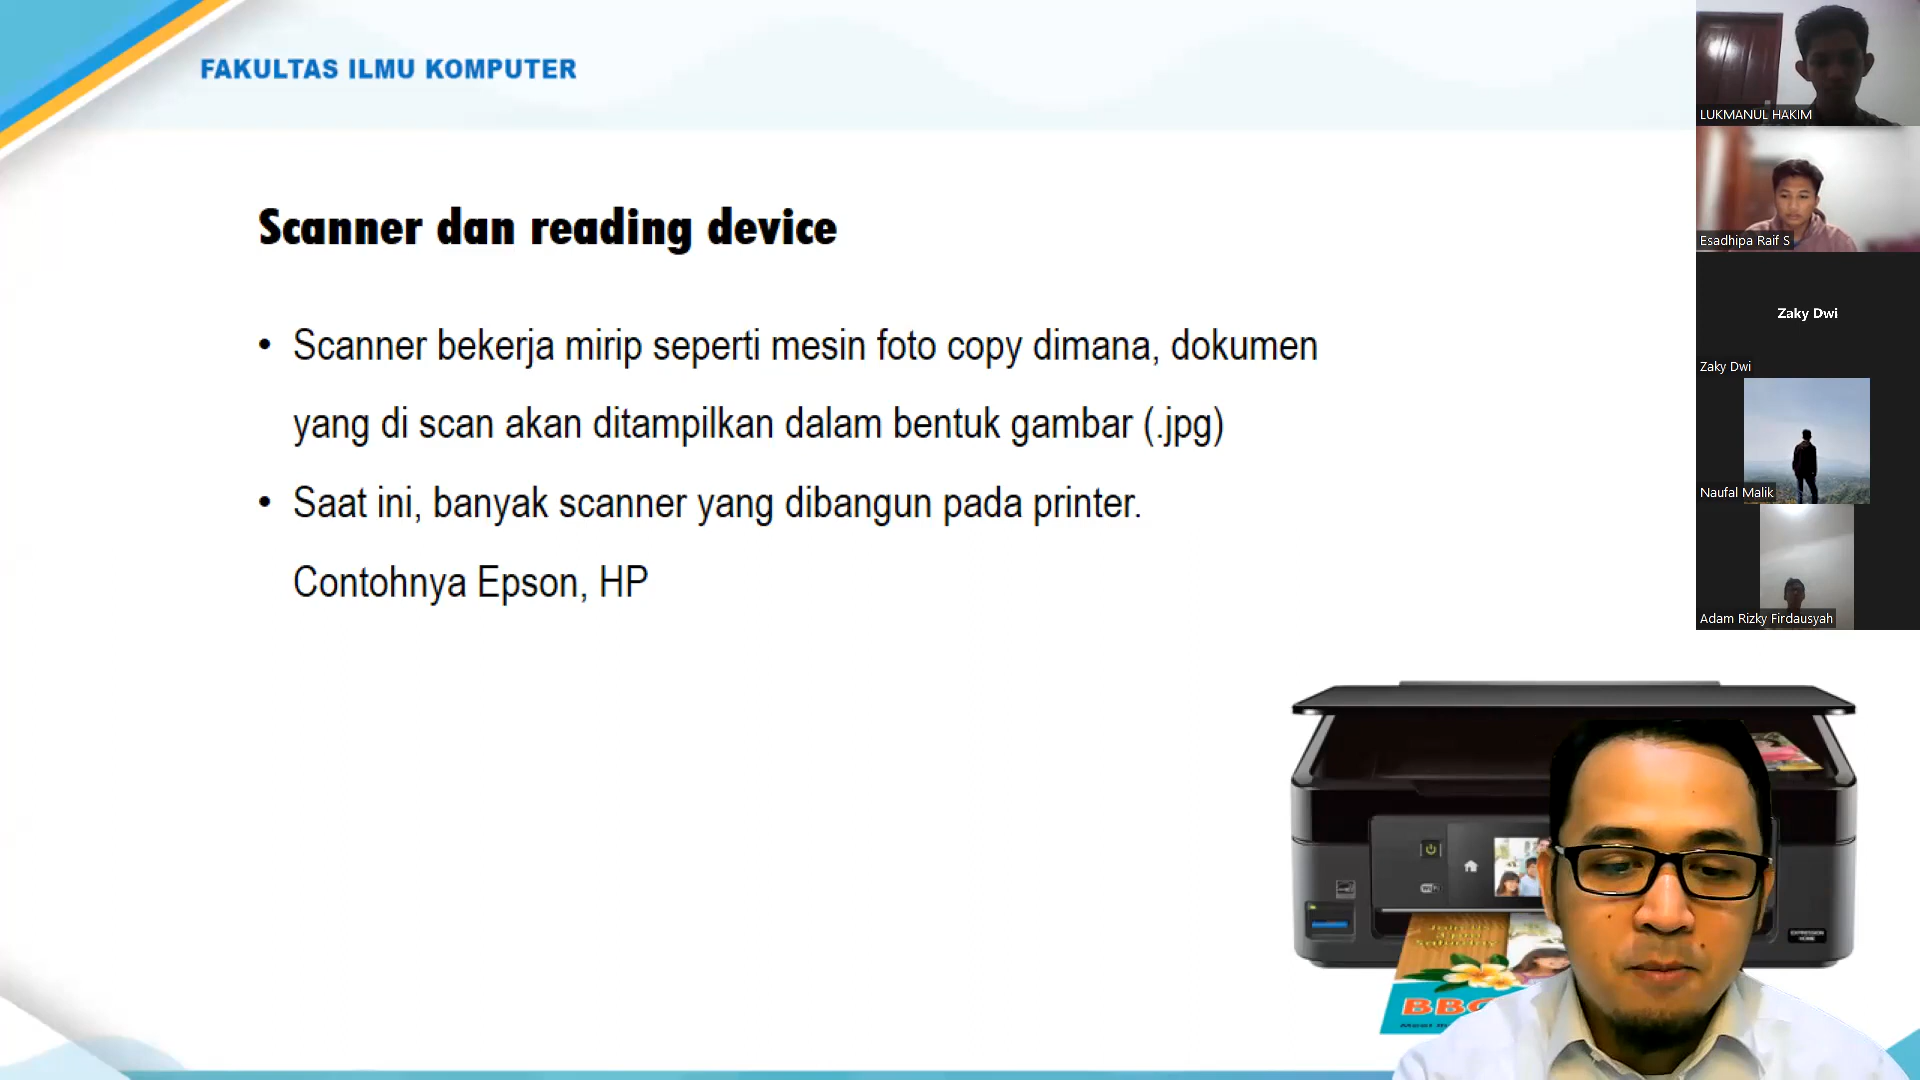 FAKULTAS ILMU KOMPUTER
Scanner dan reading device
• Scanner bekerja mirip seperti mesin foto copy dimana, dokumen
yang di scan akan ditampilkan dalam bentuk gambar (.jpg)
• Saat ini, banyak scanner yang dibangun pada printer.
Contohnya Epson, HP
LUKMANUL HAKIM
Esadhipa Raif S
Zaky Dwi
Zaky Dwi
Naufal Malik
Adam Rizky Firdausyah
EXPRESSION
HOME